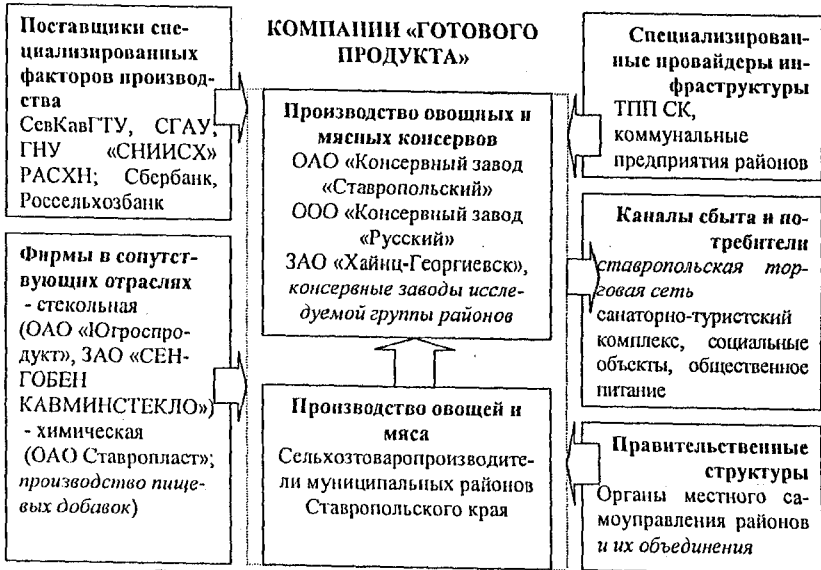 Поставщики спе-
циализированных
факторов производ-
ства
СевКавГТУ, СГАУ,
ГНУ «СНИИСХ»
РАСХН; Сбербанк,
Россельхозбанк
Фирмы в сопутст-
вующих отраслях
- стекольная
(ОАО «Югроспро-
дукт», ЗАО «СЕН-
ГОБЕН
КАВМИНСТЕКЛО»)
- химическая
(ОАО Ставропласт»;
производство пище-
вых добавок)
КОМПАНИИ «ГОТОВОГО
ПРОДУКТА»
Производство овощных и
мясных консервов
ОАО «Консервный завод
«Ставропольский»
ООО «Консервный завод
«Русский»
ЗАО «Хайнц-Георгиевск»,
консервные заводы иссле-
дуемой группы районов
Производство овощей и
мяса
Сельхозтоваропроизводите-
ли муниципальных районов
Ставропольского края
Специализирован-
ные провайдеры ин-
фраструктуры
ТПП СК,
коммунальные
предприятия районов
Каналы сбыта и по-
требители
ставропольская тор-
говая сеть
санаторно-туристский
комплекс, социальные
объекты, общественное
питание
Правительственные
структуры
Органы местного са-
моуправления районов
и их объединения